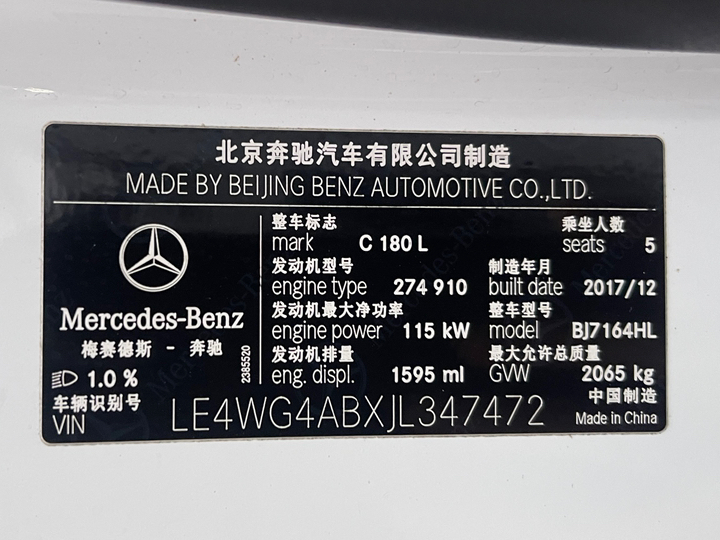 北京奔驰汽车有限公司制造
MADE BY BEIJING BENZ AUTOMOTIVE CO.,LTD.
Mercedes-Benz
梅赛德斯 - 奔驰
1.0 %
2385520
整车标志 乘坐人数
mark C 180 L seats 5
发动机型号 制造年月
engine type 274 910 built date 2017/12
发动机最大净功率 整车型号
engine power 115 kW model BJ7164HL
发动机排量 最大允许总质量
eng. displ. 1595 ml GVW 2065 kg
车辆识别号 中国制造
VIN LE4WG4ABXJL347472 Made in China